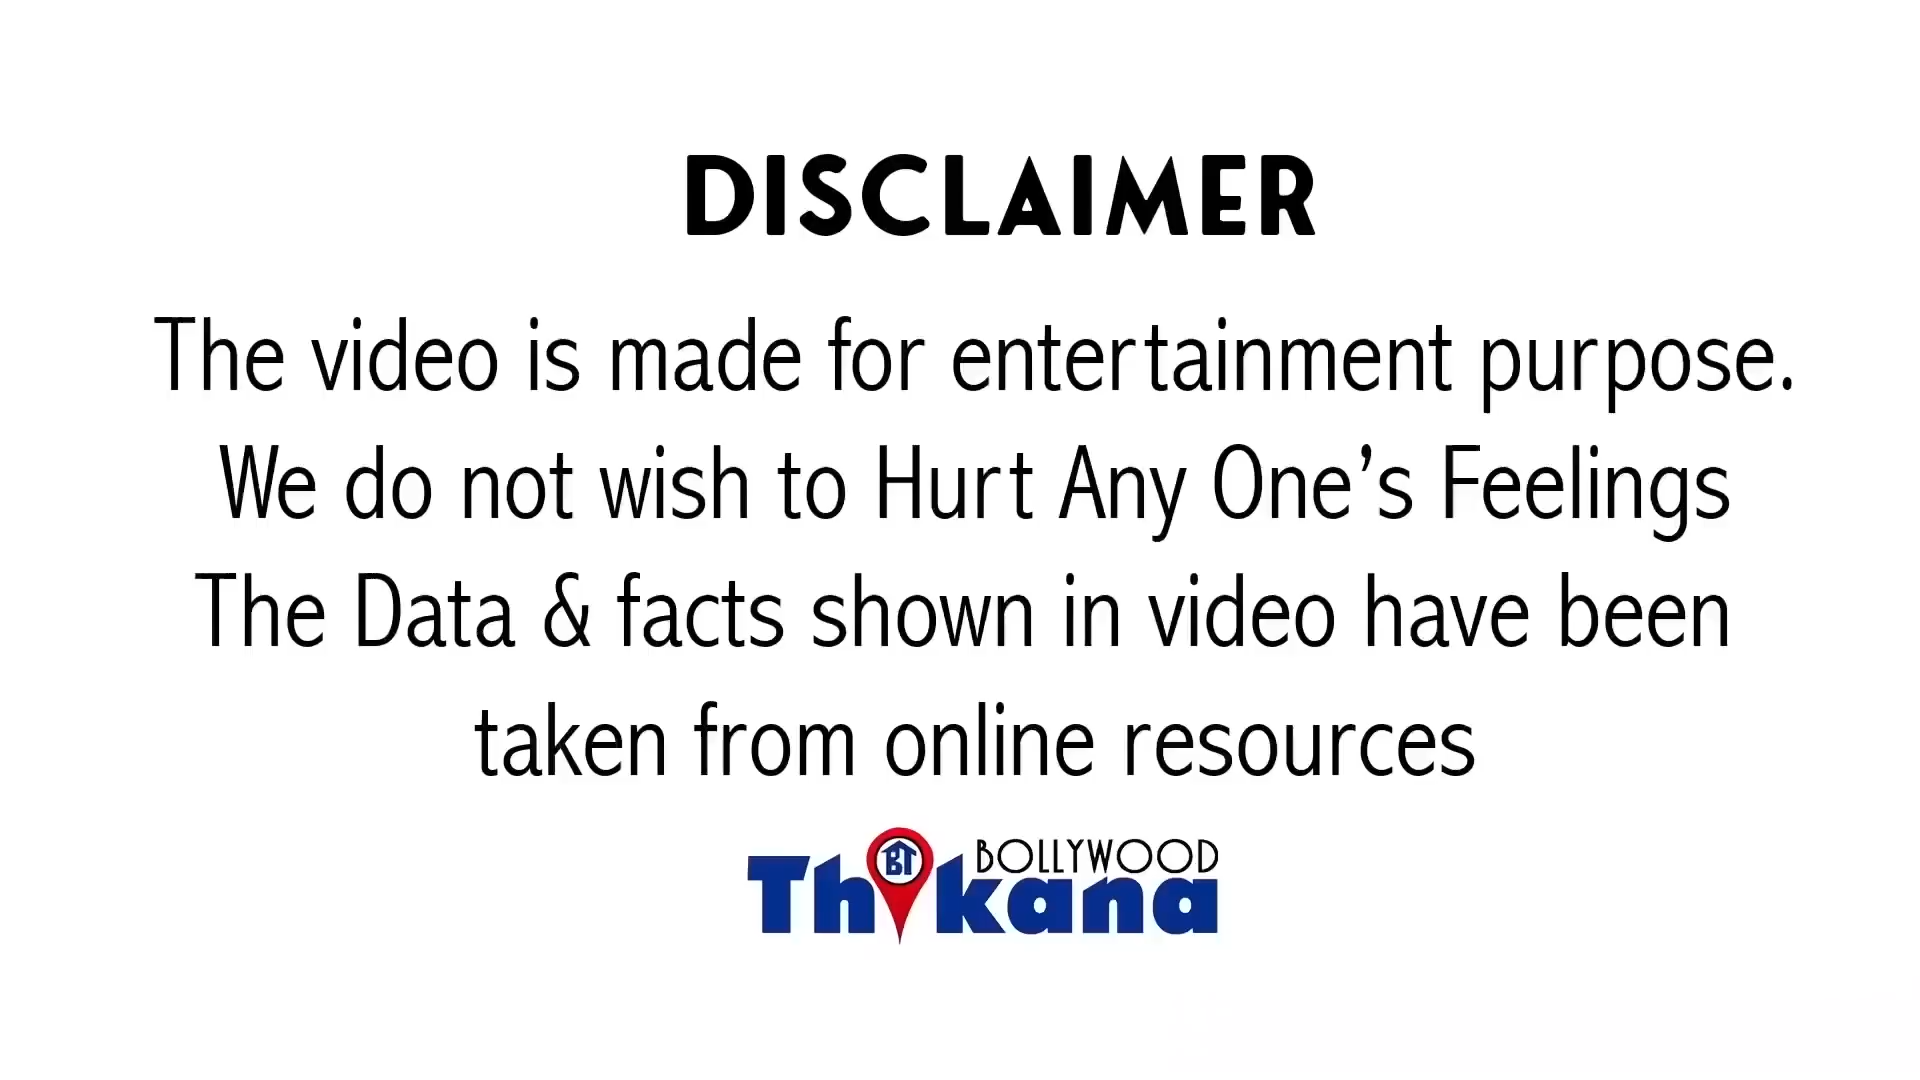 DISCLAIMER
The video is made for entertainment purpose.
We do not wish to Hurt Any One's Feelings
The Data & facts shown in video have been
taken from online resources
BT
BOLLYWOOD
Thikana